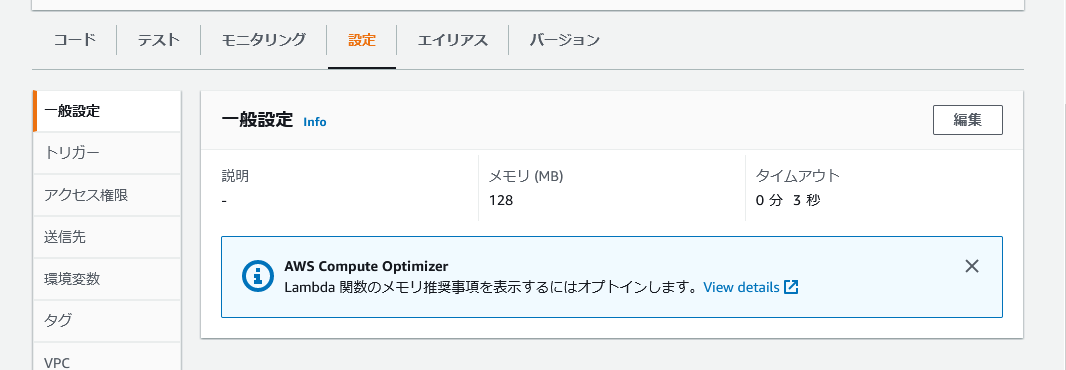 コード テスト モニタリング 設定 エイリアス バージョン
一般設定
トリガー
アクセス権限
送信先
環境変数
タグ
VPC
一般設定 Info 編集
説明 メモリ (MB) タイムアウト
- 128 0 分 3 秒
AWS Compute Optimizer
Lambda 関数のメモリ推奨事項を表示するにはオプトインします。View details